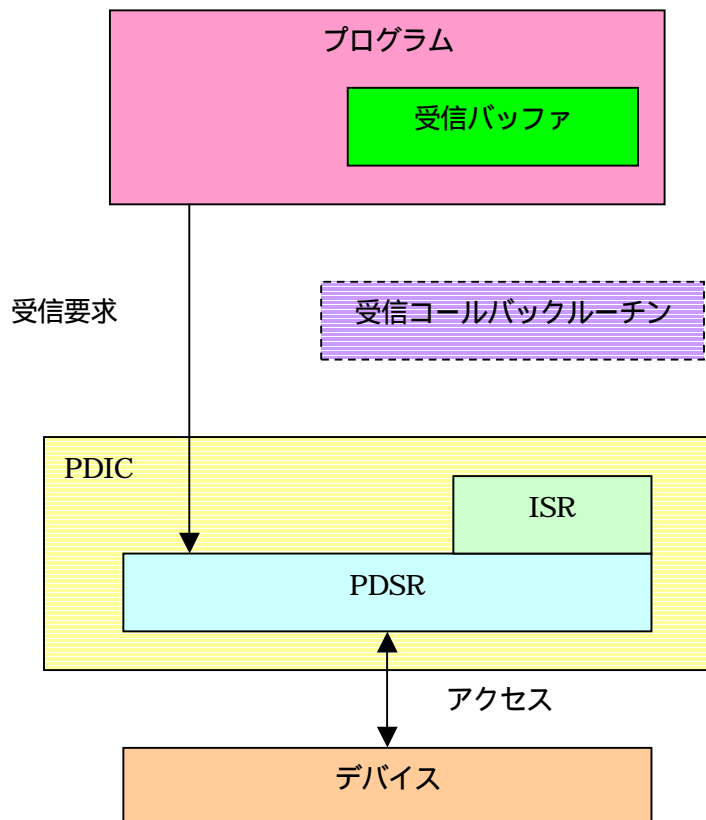 プログラム
受信バッファ
受信要求
受信コールバックルーチン
PDIC
ISR
PDSR
アクセス
デバイス